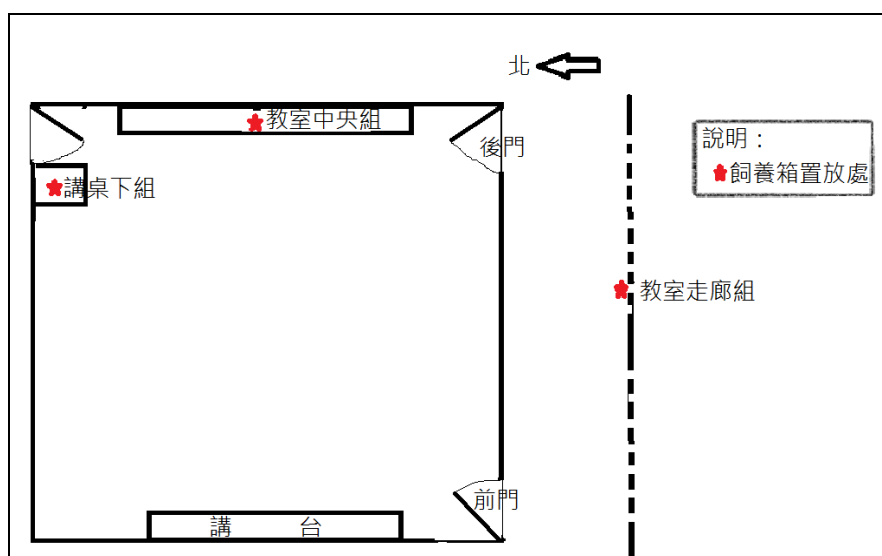 北
教室中央組
後門
說明：
飼養箱置放處
講桌下組
教室走廊組
前門
講 台